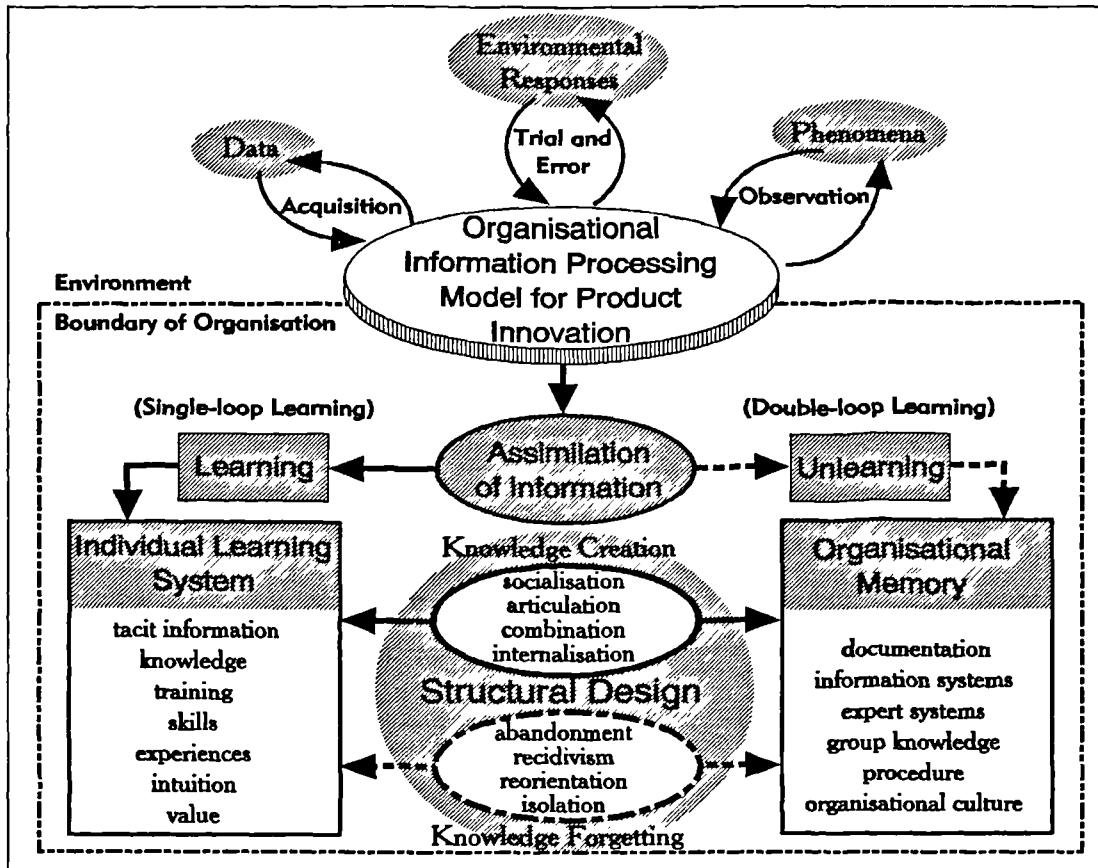 Environmental
Responses
Trial and
Error
Data
Acquisition
Phenomena
Observation
Organisational
Information Processing
Model for Product
Innovation
Environment
Boundary of Organisation
(Single-loop Learning)
(Double-loop Learning)
Learning
Assimilation
of Information
Unlearning
Individual Learning
System
tacit information
knowledge
training
skills
experiences
intuition
value
Knowledge Creation
socialisation
articulation
combination
internalisation
Structural Design
abandonment
recidivism
reorientation
isolation
Knowledge Forgetting
Organisational
Memory
documentation
information systems
expert systems
group knowledge
procedure
organisational culture